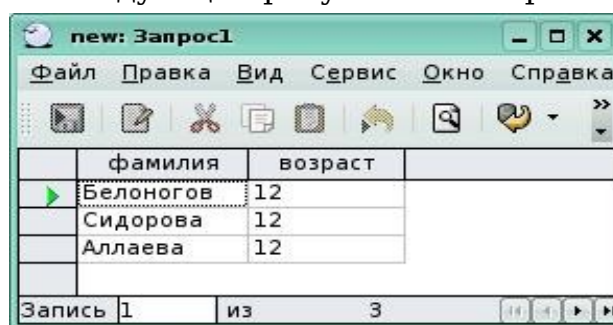 new: Запрос1
Файл Правка Вид Сервис Окно Справка
фамилия возраст
Белоногов 12
Сидорова 12
Аллаева 12
Запись 1 из 3